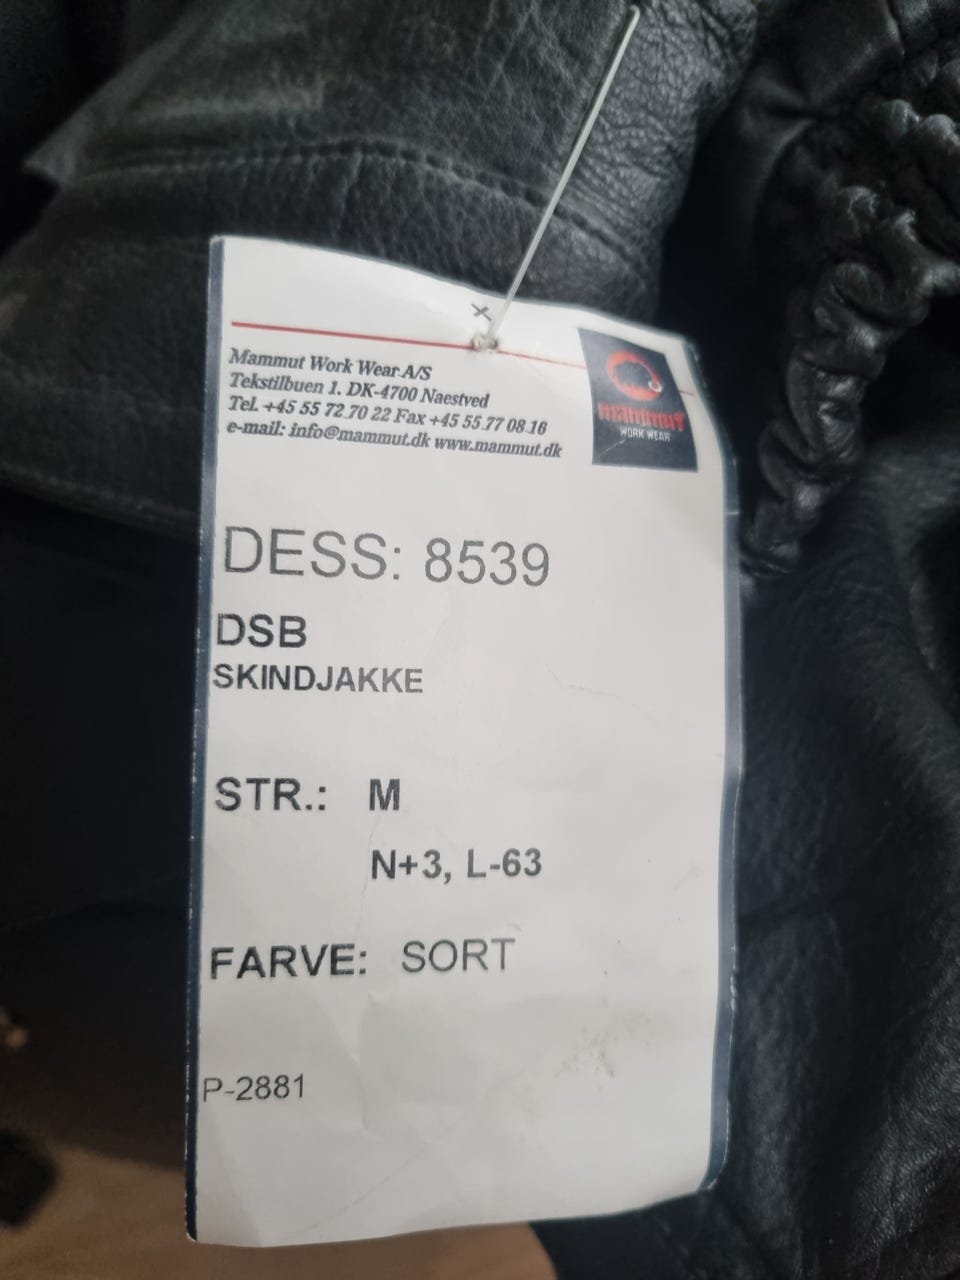 Mammut Work Wear A/S
Tekstilbuen 1. DK-4700 Naestved
Tel. +45 55 72 70 22 Fax +45 55 77 08 16
e-mail: info@mammut.dk www.mammut.dk
mammut
WORK WEAR
DESS: 8539
DSB
SKINDJAKKE
STR.: M
N+3, L-63
FARVE: SORT
P-2881